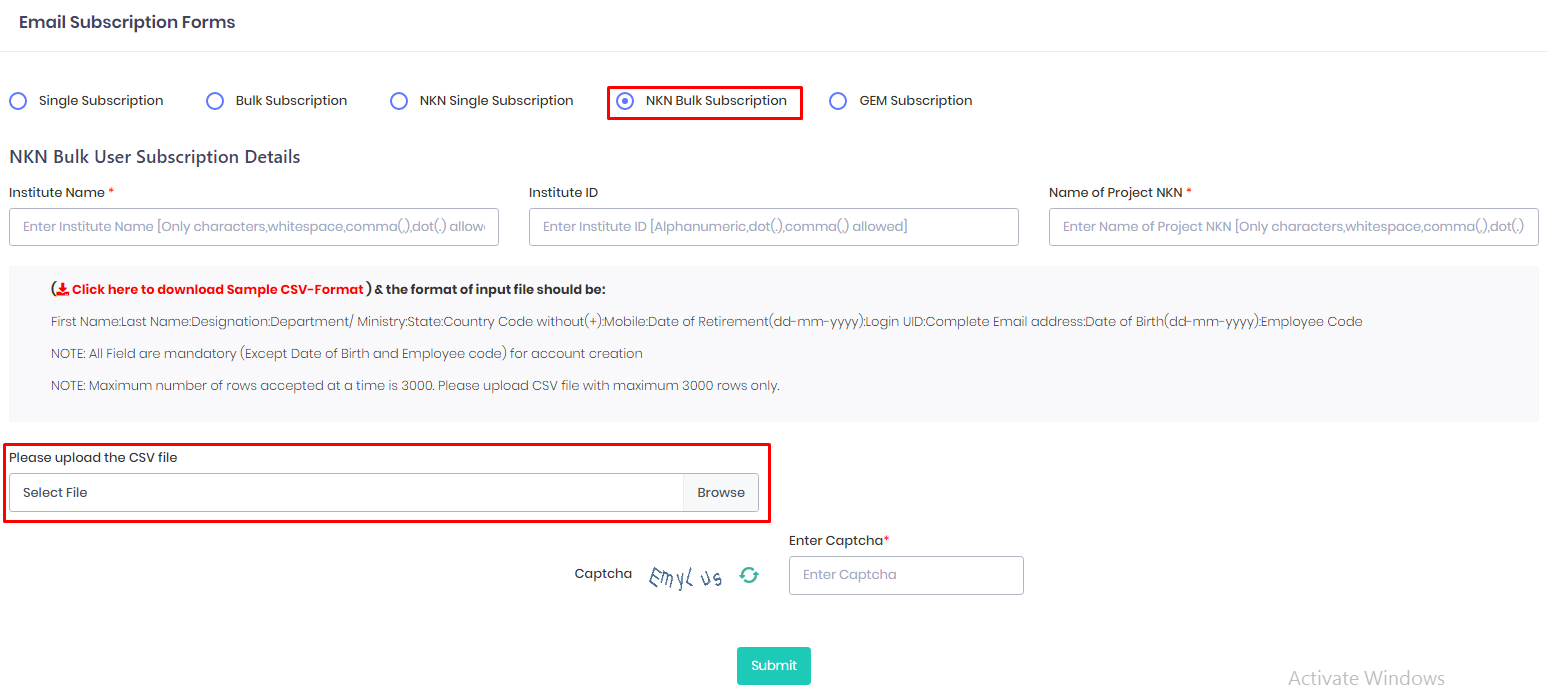 Email Subscription Forms
Single Subscription Bulk Subscription NKN Single Subscription NKN Bulk Subscription GEM Subscription
NKN Bulk User Subscription Details
Institute Name * Institute ID Name of Project NKN *
Enter Institute Name [Only characters,whitespace,comma(,),dot(.) allow Enter Institute ID [Alphanumeric,dot(.),comma(,) allowed] Enter Name of Project NKN [Only characters,whitespace,comma(,),dot(.)
( Click here to download Sample CSV-Format ) & the format of input file should be:
First Name:Last Name:Designation:Department/ Ministry:State:Country Code without(+):Mobile:Date of Retirement(dd-mm-yyyy):Login UID:Complete Email address:Date of Birth(dd-mm-yyyy):Employee Code
NOTE: All Field are mandatory (Except Date of Birth and Employee code) for account creation
NOTE: Maximum number of rows accepted at a time is 3000. Please upload CSV file with maximum 3000 rows only.
Please upload the CSV file
Select File Browse
Enter Captcha*
Captcha EmyL us Enter Captcha
Submit
Activate Windows